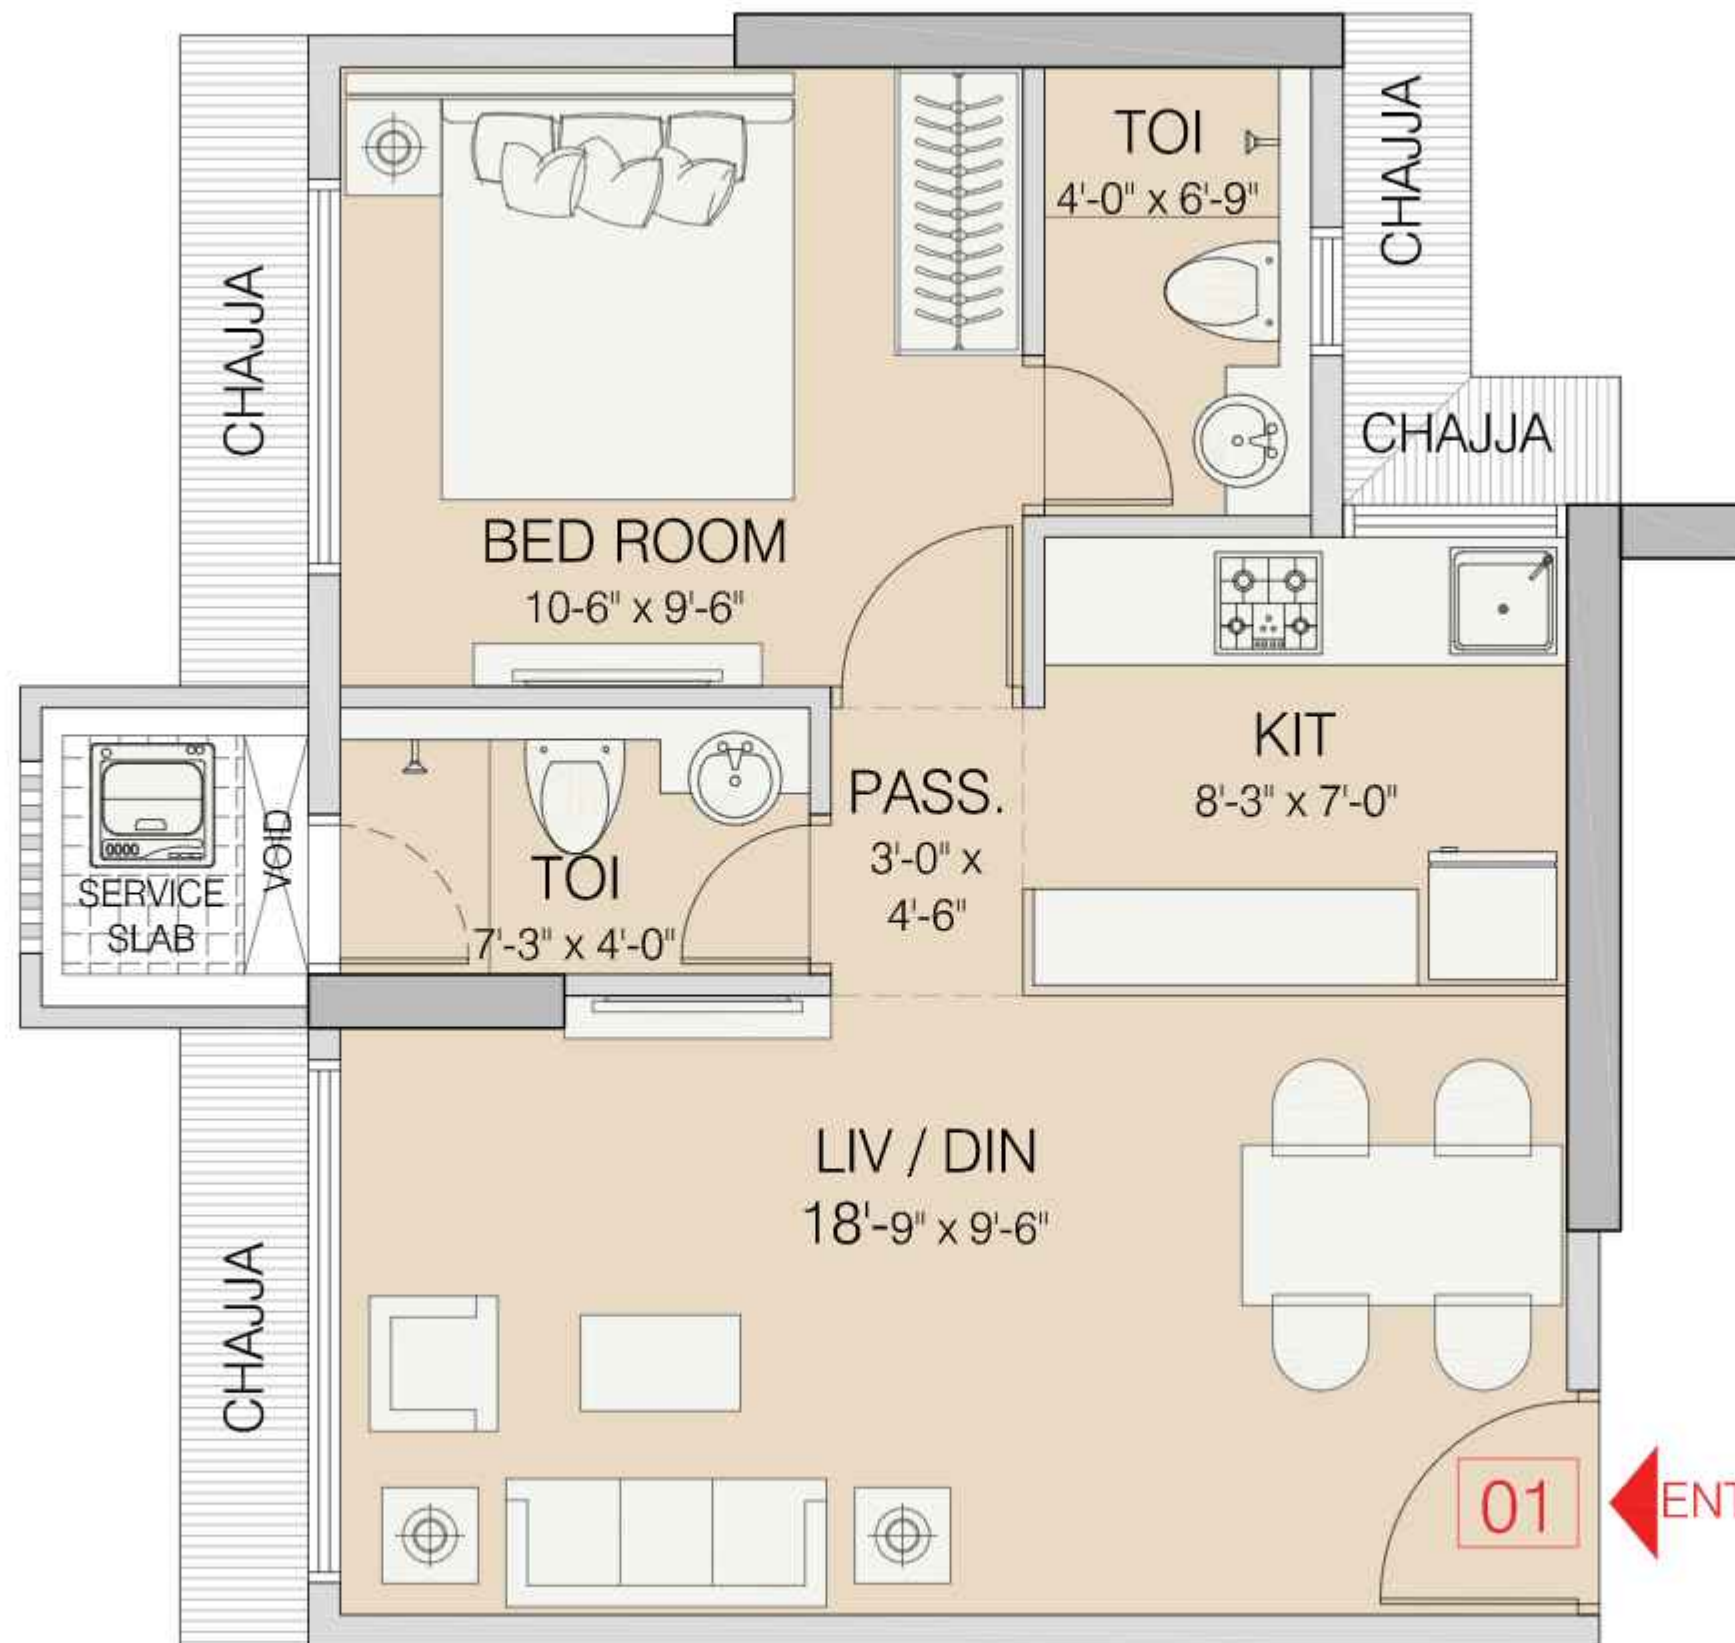 TOI
4'-0" x 6'-9"
CHAJJA
CHAJJA
CHAJJA
BED ROOM
10-6" x 9'-6"
KIT
8'-3" x 7'-0"
PASS.
3'-0" x
4'-6"
VOID
SERVICE
SLAB
TOI
7'-3" x 4'-0"
LIV / DIN
18'-9" x 9'-6"
CHAJJA
01
ENT